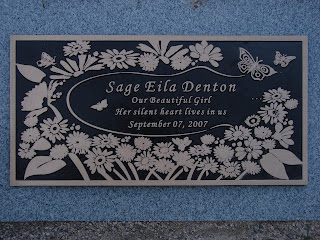 Sage Eila Denton
Our Beautiful Girl
Her silent heart lives in us
September 07, 2007